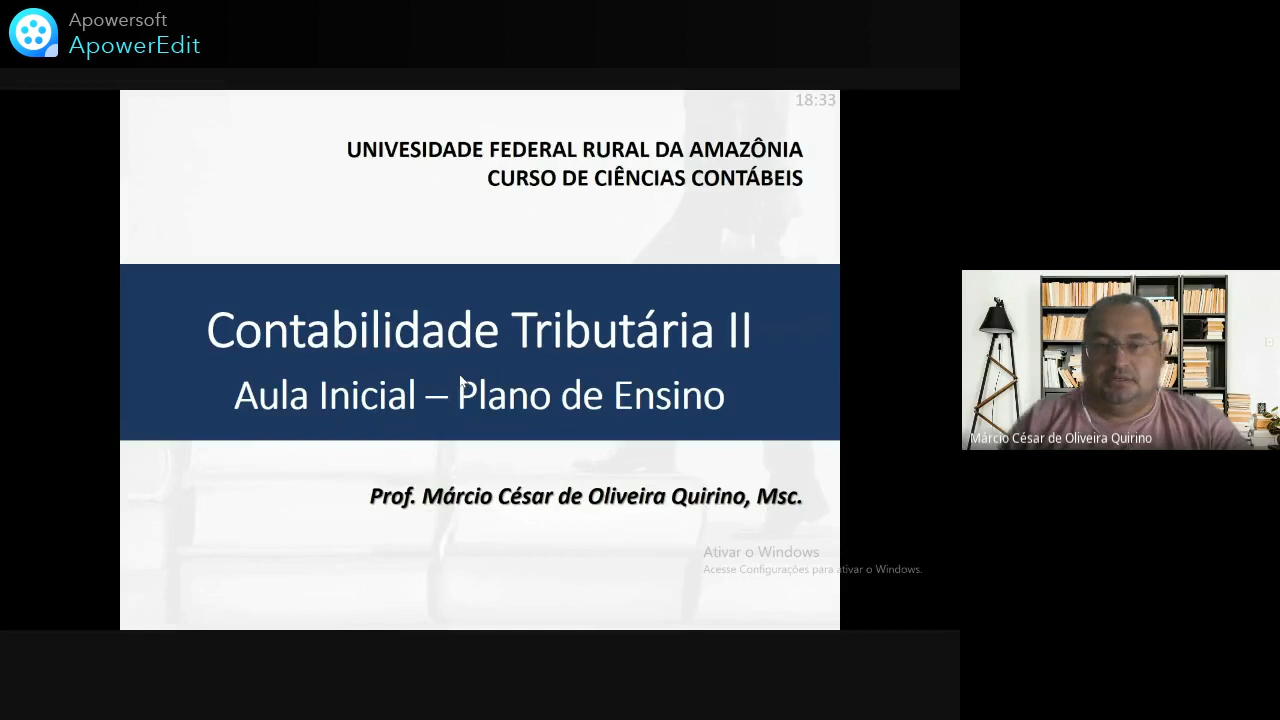 Apowersoft
ApowerEdit
18:33
UNIVESIDADE FEDERAL RURAL DA AMAZÔNIA
CURSO DE CIÊNCIAS CONTÁBEIS
Contabilidade Tributária II
Aula Inicial – Plano de Ensino
Márcio César de Oliveira Quirino
Prof. Márcio César de Oliveira Quirino, Msc.
Ativar o Windows
Acesse Configurações para ativar o Windows.